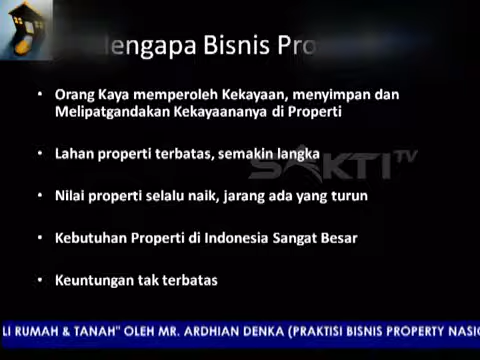 Mengapa Bisnis Pro
• Orang Kaya memperoleh Kekayaan, menyimpan dan
Melipatgandakan Kekayaananya di Properti
• Lahan properti terbatas, semakin langka
SAKTI TV
• Nilai properti selalu naik, jarang ada yang turun
• Kebutuhan Properti di Indonesia Sangat Besar
• Keuntungan tak terbatas
LI RUMAH & TANAH" OLEH MR. ARDHIAN DENKA (PRAKTISI BISNIS PROPERTY NASIO